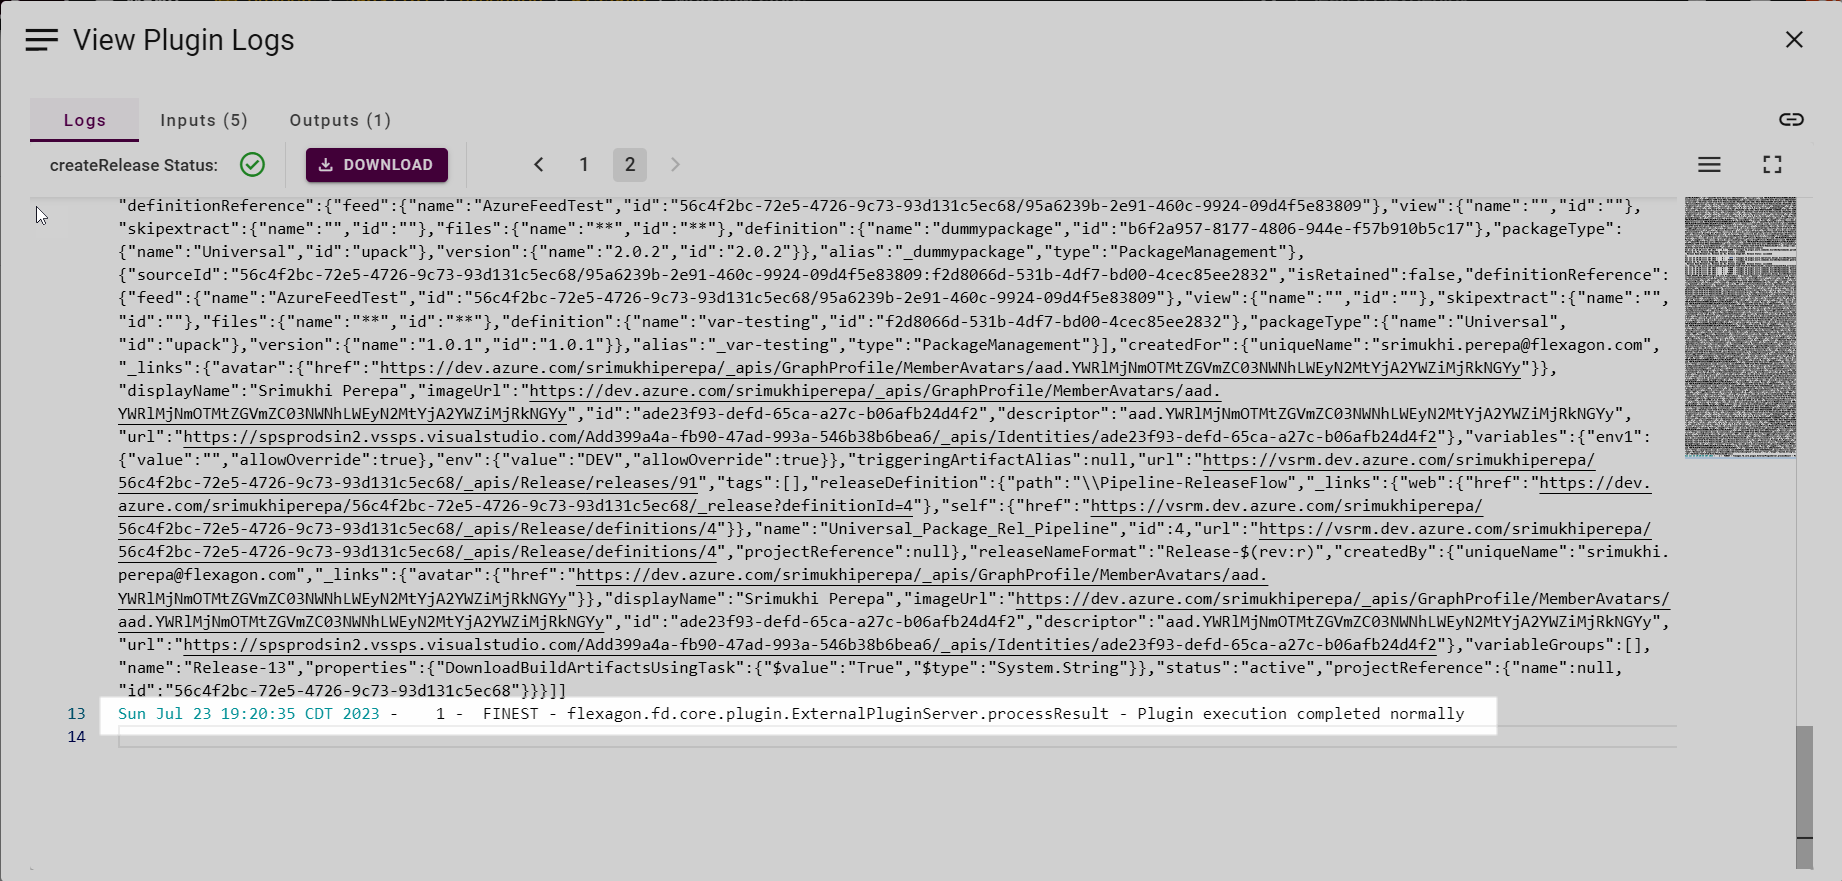 View Plugin Logs
Logs
Inputs (5)
Outputs (1)
createRelease Status:
DOWNLOAD
1
2
"definitionReference":{"feed":{"name":"AzureFeedTest","id":"56c4f2bc-72e5-4726-9c73-93d131c5ec68/95a6239b-2e91-460c-9924-09d4f5e83809"},"view":{"name":"","id":""},
"skipextract":{"name":"","id":""},"files":{"name":"**","id":"**"},"definition":{"name":"dummypackage","id":"b6f2a957-8177-4806-944e-f57b910b5c17"},"packageType":
{"name":"Universal","id":"upack"},"version":{"name":"2.0.2","id":"2.0.2"}},"alias":"_dummypackage","type":"PackageManagement"},
{"sourceId":"56c4f2bc-72e5-4726-9c73-93d131c5ec68/95a6239b-2e91-460c-9924-09d4f5e83809:f2d8066d-531b-4df7-bd00-4cec85ee2832","isRetained":false,"definitionReference":
{"feed":{"name":"AzureFeedTest","id":"56c4f2bc-72e5-4726-9c73-93d131c5ec68/95a6239b-2e91-460c-9924-09d4f5e83809"},"view":{"name":"","id":""},"skipextract":{"name":"",
"id":""},"files":{"name":"**","id":"**"},"definition":{"name":"var-testing","id":"f2d8066d-531b-4df7-bd00-4cec85ee2832"},"packageType":{"name":"Universal",
"id":"upack"},"version":{"name":"1.0.1","id":"1.0.1"}},"alias":"_var-testing","type":"PackageManagement"}],"createdFor":{"uniqueName":"srimukhi.perepa@flexagon.com",
"_links":{"avatar":{"href":"https://dev.azure.com/srimukhiperepa/_apis/GraphProfile/MemberAvatars/aad.YWRlMjNmOTMtZGVmZC03NWNhLWEyN2MtYjA2YWZiMjRkNGYy"}},
"displayName":"Srimukhi Perepa","imageUrl":"https://dev.azure.com/srimukhiperepa/_apis/GraphProfile/MemberAvatars/aad.
YWRlMjNmOTMtZGVmZC03NWNhLWEyN2MtYjA2YWZiMjRkNGYy","id":"ade23f93-defd-65ca-a27c-b06afb24d4f2","descriptor":"aad.YWRlMjNmOTMtZGVmZC03NWNhLWEyN2MtYjA2YWZiMjRkNGYy",
"url":"https://spsprodsin2.vssps.visualstudio.com/Add399a4a-fb90-47ad-993a-546b38b6bea6/_apis/Identities/ade23f93-defd-65ca-a27c-b06afb24d4f2"},"variables":{"env1":
{"value":"","allowOverride":true},"env":{"value":"DEV","allowOverride":true}},"triggeringArtifactAlias":null,"url":"https://vsrm.dev.azure.com/srimukhiperepa/
56c4f2bc-72e5-4726-9c73-93d131c5ec68/_apis/Release/releases/91","tags":[],"releaseDefinition":{"path":"\\Pipeline-ReleaseFlow","_links":{"web":{"href":"https://dev.
azure.com/srimukhiperepa/56c4f2bc-72e5-4726-9c73-93d131c5ec68/_release?definitionId=4"},"self":{"href":"https://vsrm.dev.azure.com/srimukhiperepa/
56c4f2bc-72e5-4726-9c73-93d131c5ec68/_apis/Release/definitions/4"}},"name":"Universal_Package_Rel_Pipeline","id":4,"url":"https://vsrm.dev.azure.com/srimukhiperepa/
56c4f2bc-72e5-4726-9c73-93d131c5ec68/_apis/Release/definitions/4","projectReference":null},"releaseNameFormat":"Release-$(rev:r)","createdBy":{"uniqueName":"srimukhi.
perepa@flexagon.com","_links":{"avatar":{"href":"https://dev.azure.com/srimukhiperepa/_apis/GraphProfile/MemberAvatars/aad.
YWRlMjNmOTMtZGVmZC03NWNhLWEyN2MtYjA2YWZiMjRkNGYy"}},"displayName":"Srimukhi Perepa","imageUrl":"https://dev.azure.com/srimukhiperepa/_apis/GraphProfile/MemberAvatars/
aad.YWRlMjNmOTMtZGVmZC03NWNhLWEyN2MtYjA2YWZiMjRkNGYy","id":"ade23f93-defd-65ca-a27c-b06afb24d4f2","descriptor":"aad.YWRlMjNmOTMtZGVmZC03NWNhLWEyN2MtYjA2YWZiMjRkNGYy",
"url":"https://spsprodsin2.vssps.visualstudio.com/Add399a4a-fb90-47ad-993a-546b38b6bea6/_apis/Identities/ade23f93-defd-65ca-a27c-b06afb24d4f2"},"variableGroups":[],
"name":"Release-13","properties":{"DownloadBuildArtifactsUsingTask":{"$value":"True","$type":"System.String"}},"status":"active","projectReference":{"name":null,
"id":"56c4f2bc-72e5-4726-9c73-93d131c5ec68"}}}]]
13 Sun Jul 23 19:20:35 CDT 2023 - 1 - FINEST - flexagon.fd.core.plugin.ExternalPluginServer.processResult - Plugin execution completed normally
14